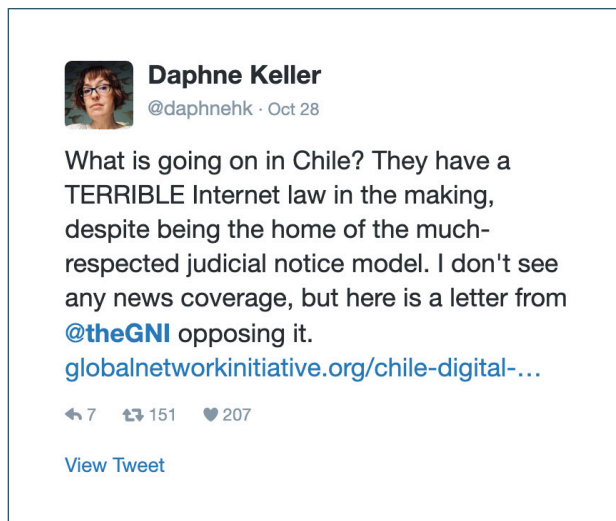 Daphne Keller
@daphnehk · Oct 28
What is going on in Chile? They have a
TERRIBLE Internet law in the making,
despite being the home of the much-
respected judicial notice model. I don't see
any news coverage, but here is a letter from
@theGNI opposing it.
globalnetworkinitiative.org/chile-digital-…
7 151 207
View Tweet